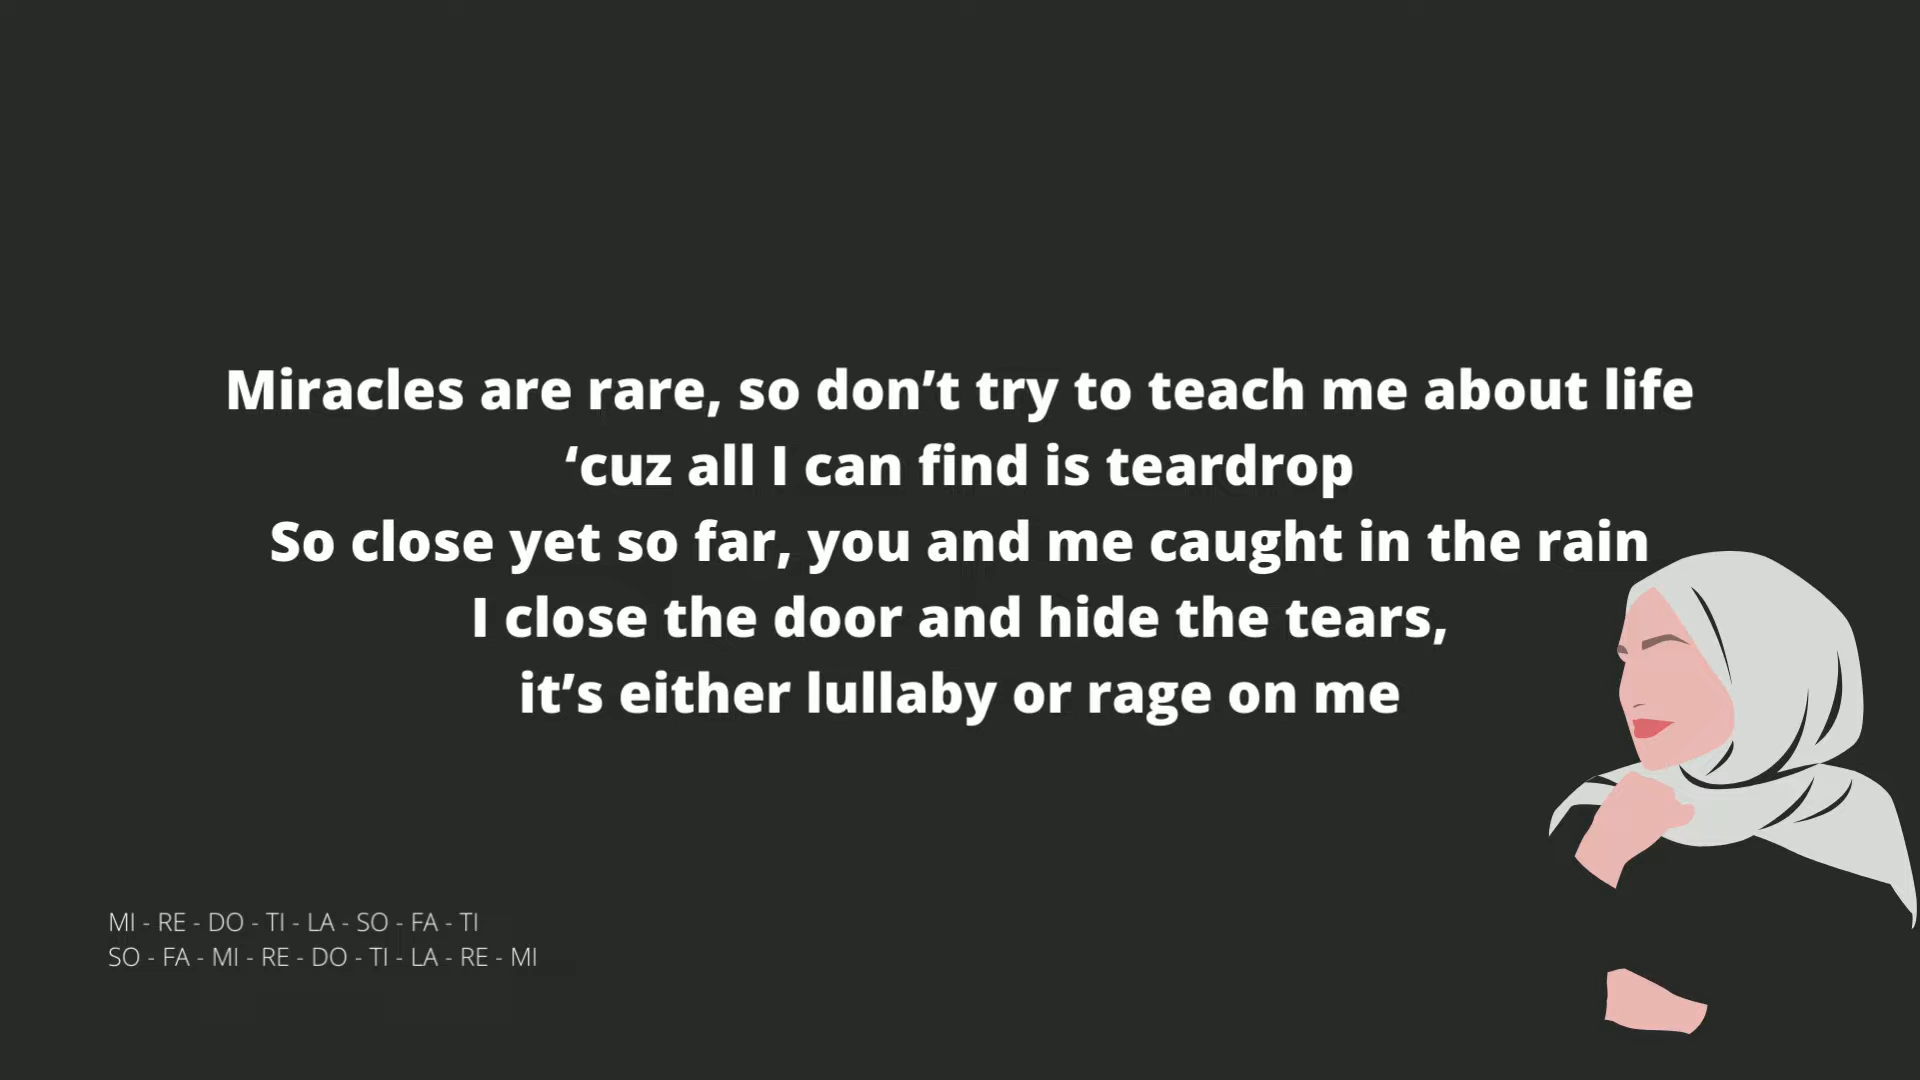 Miracles are rare, so don’t try to teach me about life
‘cuz all I can find is teardrop
So close yet so far, you and me caught in the rain
I close the door and hide the tears,
it’s either lullaby or rage on me
MI - RE - DO - TI - LA - SO - FA - TI
SO - FA - MI - RE - DO - TI - LA - RE - MI